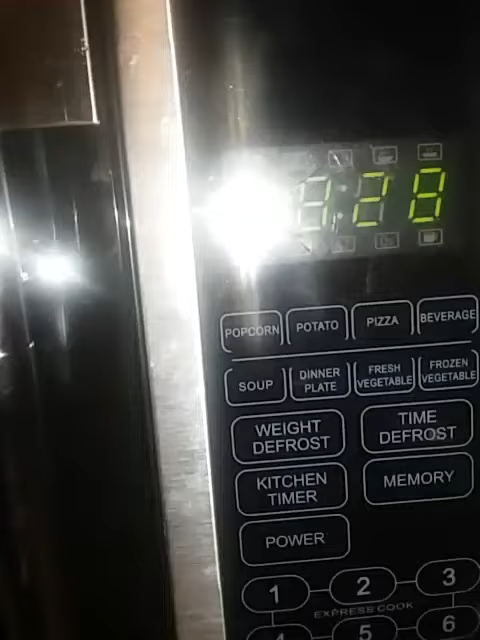 :28
POPCORN POTATO PIZZA BEVERAGE
SOUP DINNER PLATE FRESH VEGETABLE FROZEN VEGETABLE
WEIGHT DEFROST TIME DEFROST
KITCHEN TIMER MEMORY
POWER
1 2 3
EXPRESS COOK
4 5 6